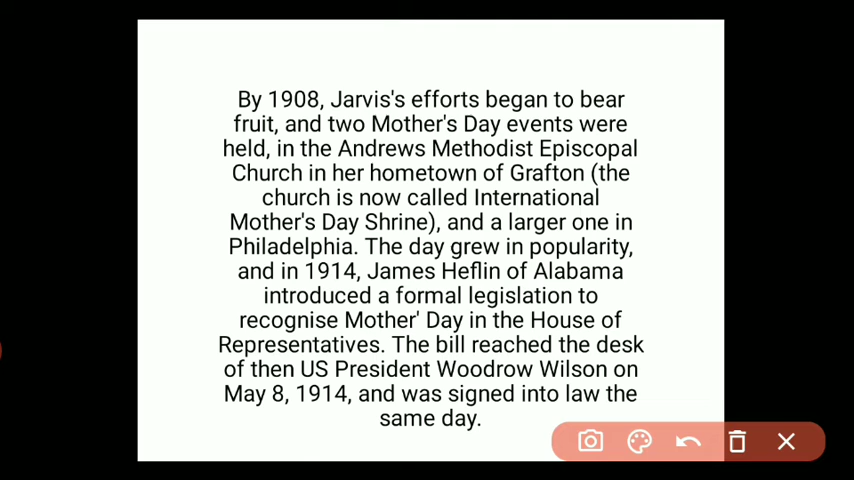 By 1908, Jarvis's efforts began to bear
fruit, and two Mother's Day events were
held, in the Andrews Methodist Episcopal
Church in her hometown of Grafton (the
church is now called International
Mother's Day Shrine), and a larger one in
Philadelphia. The day grew in popularity,
and in 1914, James Heflin of Alabama
introduced a formal legislation to
recognise Mother' Day in the House of
Representatives. The bill reached the desk
of then US President Woodrow Wilson on
May 8, 1914, and was signed into law the
same day.